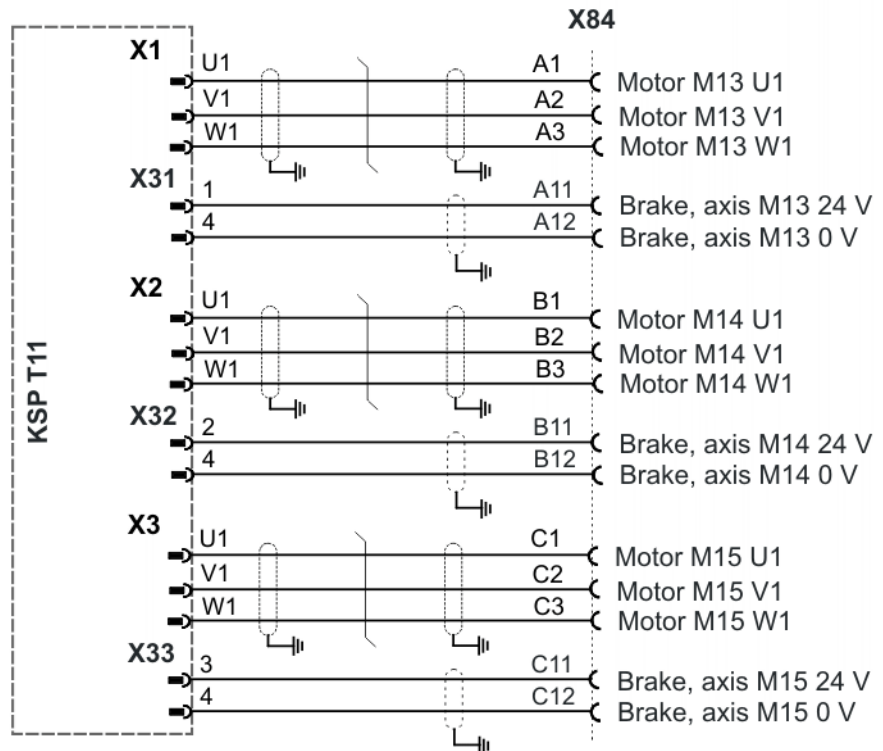 X84
X1
U1 A1 Motor M13 U1
V1 A2 Motor M13 V1
W1 A3 Motor M13 W1
X31
1 A11 Brake, axis M13 24 V
4 A12 Brake, axis M13 0 V
X2
U1 B1 Motor M14 U1
V1 B2 Motor M14 V1
W1 B3 Motor M14 W1
KSP T11
X32
2 B11 Brake, axis M14 24 V
4 B12 Brake, axis M14 0 V
X3
U1 C1 Motor M15 U1
V1 C2 Motor M15 V1
W1 C3 Motor M15 W1
X33
3 C11 Brake, axis M15 24 V
4 C12 Brake, axis M15 0 V